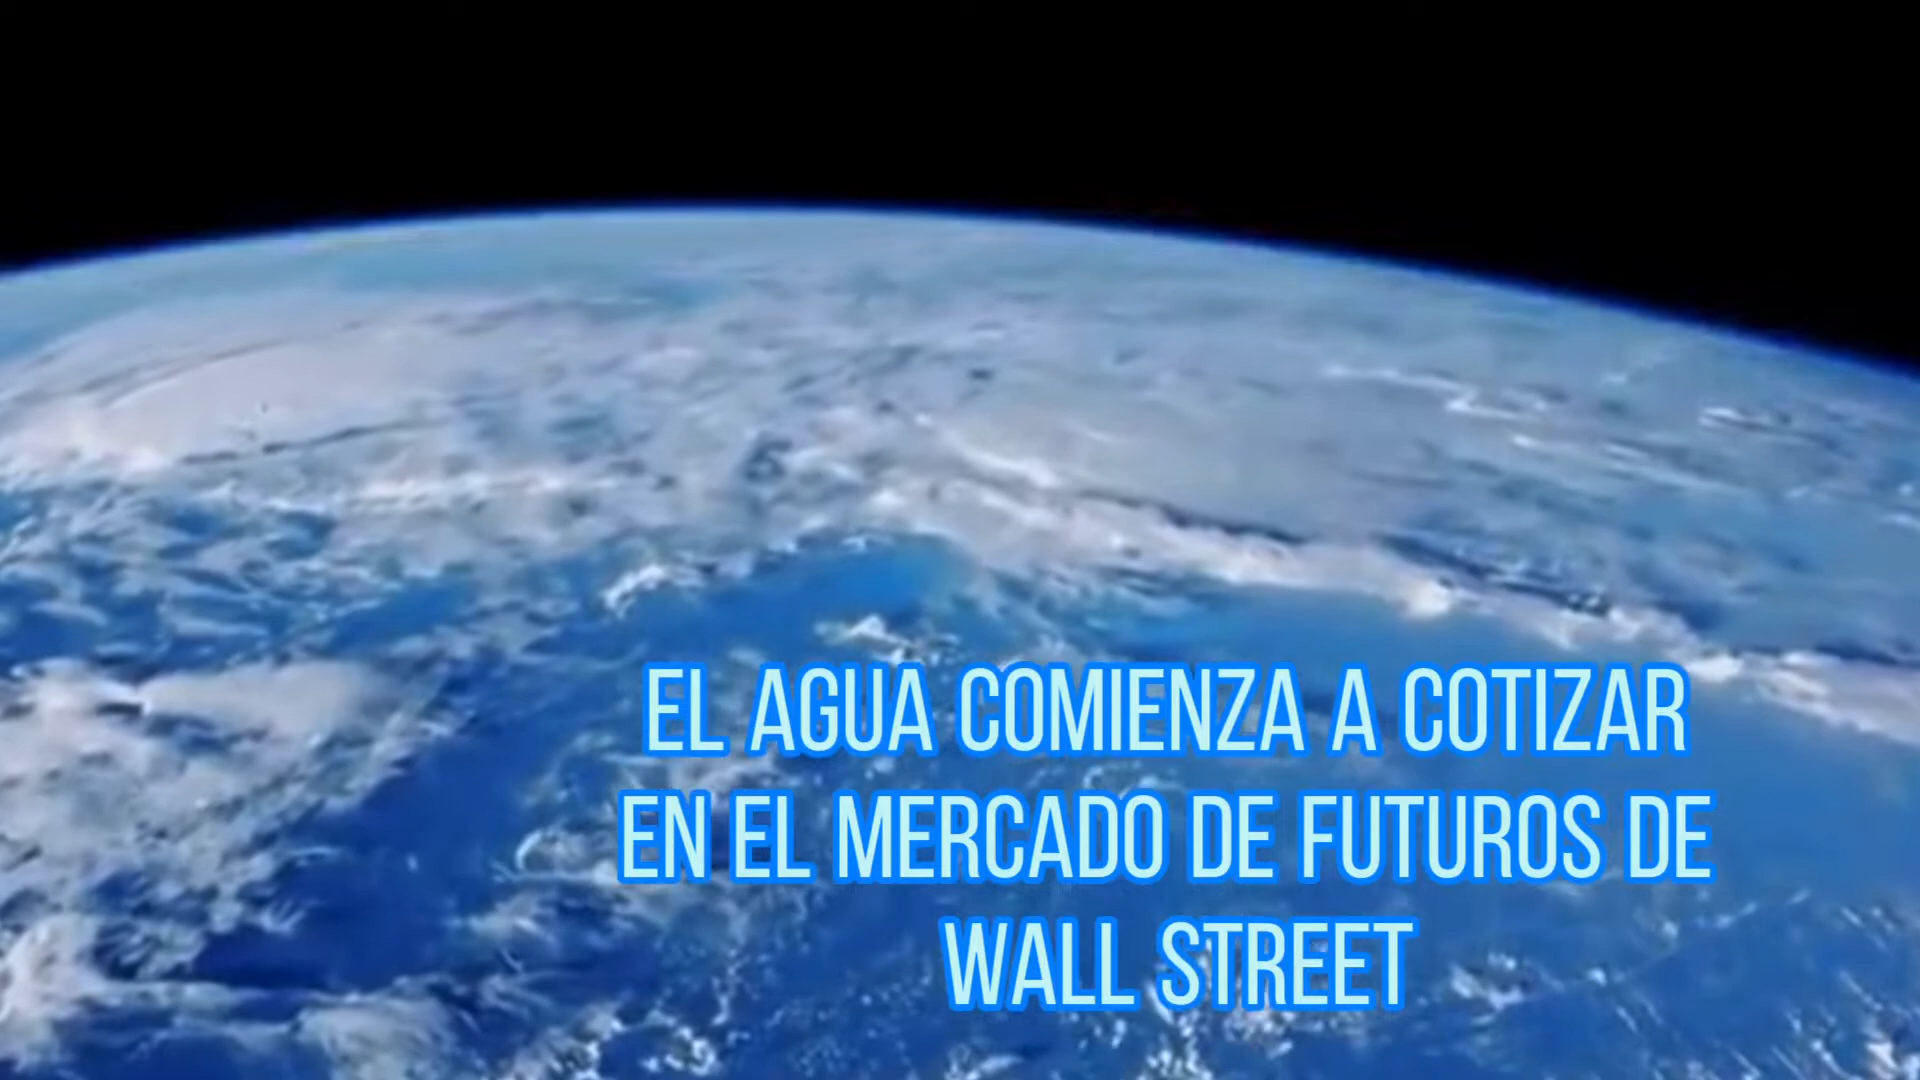 EL AGUA COMIENZA A COTIZAR
EN EL MERCADO DE FUTUROS DE
WALL STREET